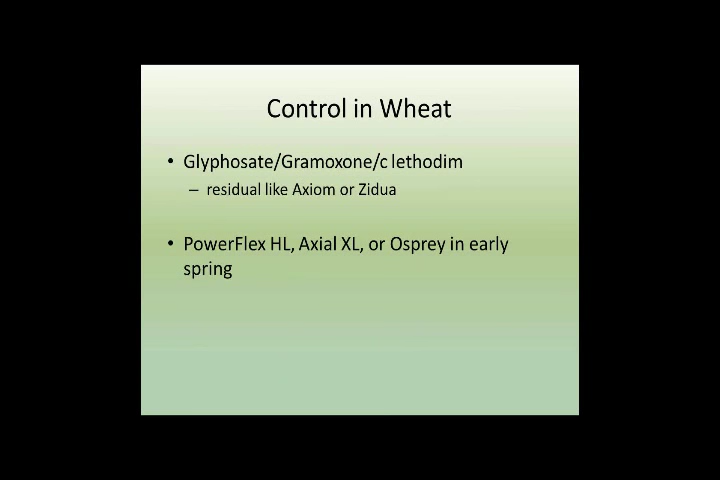 Control in Wheat
• Glyphosate/Gramoxone/c lethodim
– residual like Axiom or Zidua
• PowerFlex HL, Axial XL, or Osprey in early
spring